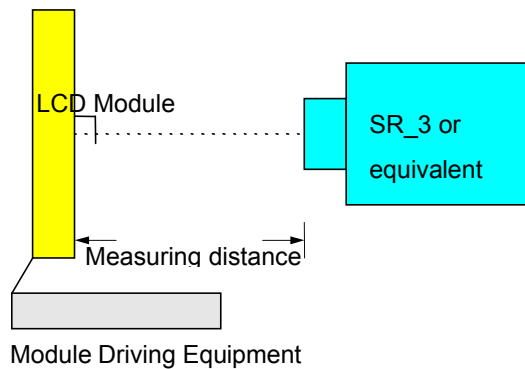 LCD Module
SR_3 or
equivalent
Measuring distance
Module Driving Equipment